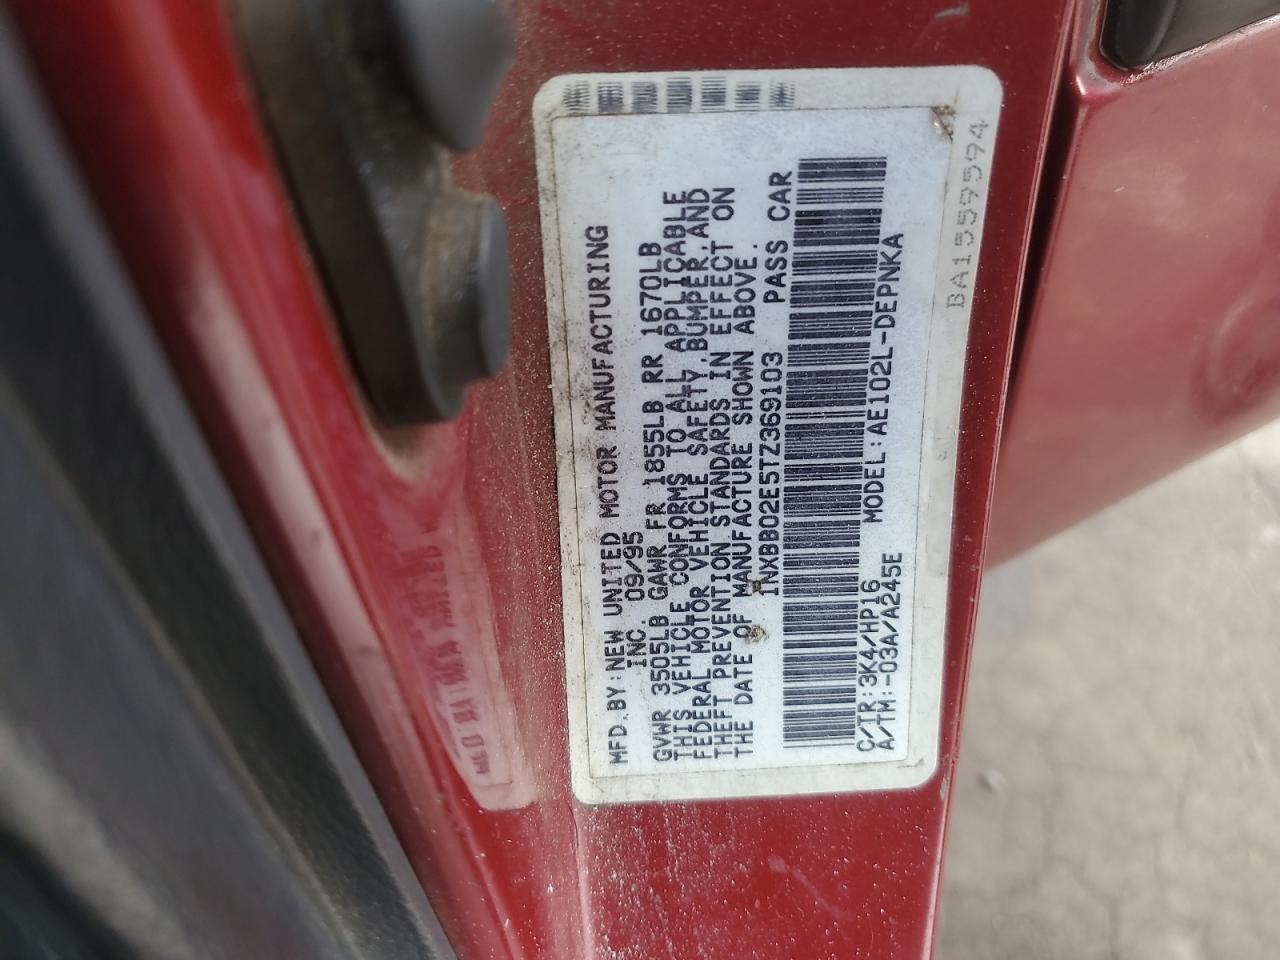 MFD. BY: NEW UNITED MOTOR MANUFACTURING
INC. 09/95
GVWR 3505LB GAWR FR 1855LB RR 1670LB
THIS VEHICLE CONFORMS TO ALL APPLICABLE
FEDERAL MOTOR VEHICLE SAFETY, BUMPER, AND
THEFT PREVENTION STANDARDS IN EFFECT ON
THE DATE OF MANUFACTURE SHOWN ABOVE.
1NXBB02E5TZ369103 PASS CAR
C/TR: 3K4/HP16 MODEL: AE102L-DEPNKA
A/TM: -03A/A245E
BA1559594